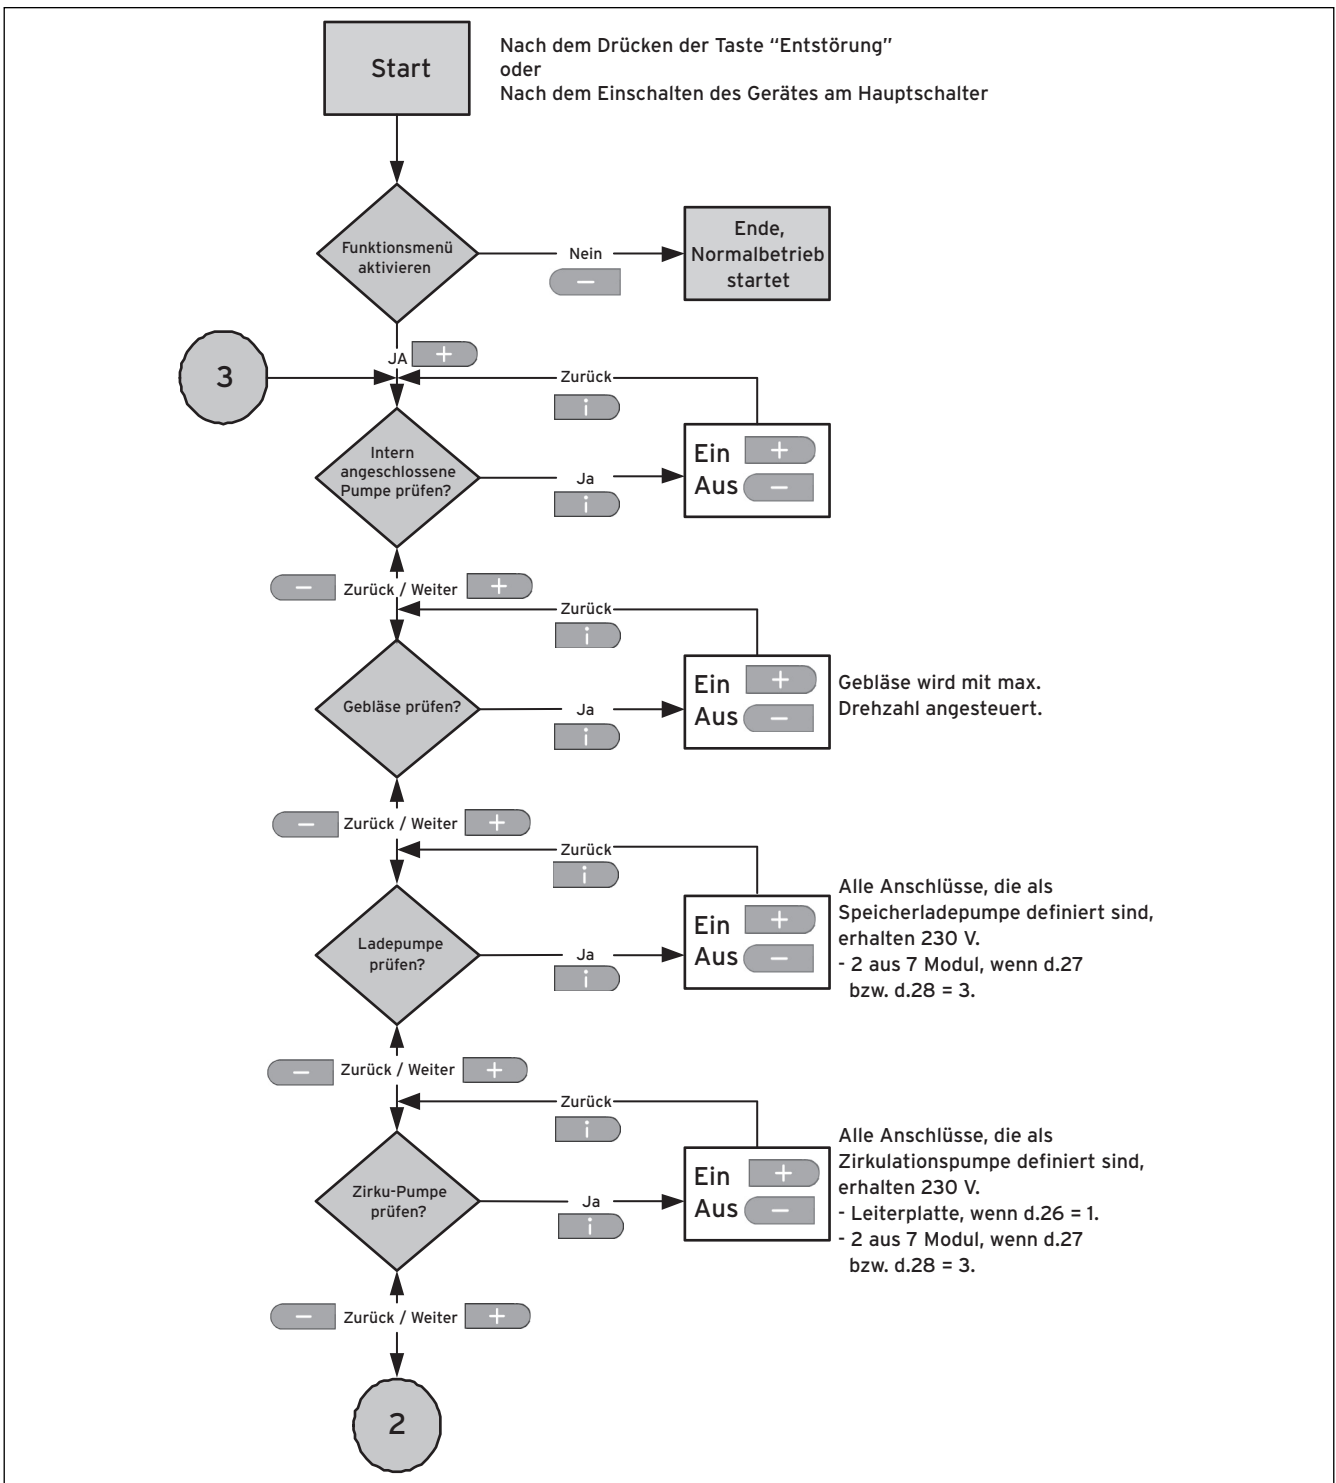 Start
Nach dem Drücken der Taste “Entstörung”
oder
Nach dem Einschalten des Gerätes am Hauptschalter
Funktionsmenü
aktivieren
Nein
−
Ende,
Normalbetrieb
startet
JA +
3
Zurück
i
Intern
angeschlossene
Pumpe prüfen?
Ja
i
Ein +
Aus −
− Zurück / Weiter +
Zurück
i
Gebläse prüfen?
Ja
i
Ein +
Aus −
Gebläse wird mit max.
Drehzahl angesteuert.
− Zurück / Weiter +
Zurück
i
Ladepumpe
prüfen?
Ja
i
Ein +
Aus −
Alle Anschlüsse, die als
Speicherladepumpe definiert sind,
erhalten 230 V.
- 2 aus 7 Modul, wenn d.27
bzw. d.28 = 3.
− Zurück / Weiter +
Zurück
i
Zirku-Pumpe
prüfen?
Ja
i
Ein +
Aus −
Alle Anschlüsse, die als
Zirkulationspumpe definiert sind,
erhalten 230 V.
- Leiterplatte, wenn d.26 = 1.
- 2 aus 7 Modul, wenn d.27
bzw. d.28 = 3.
− Zurück / Weiter +
2